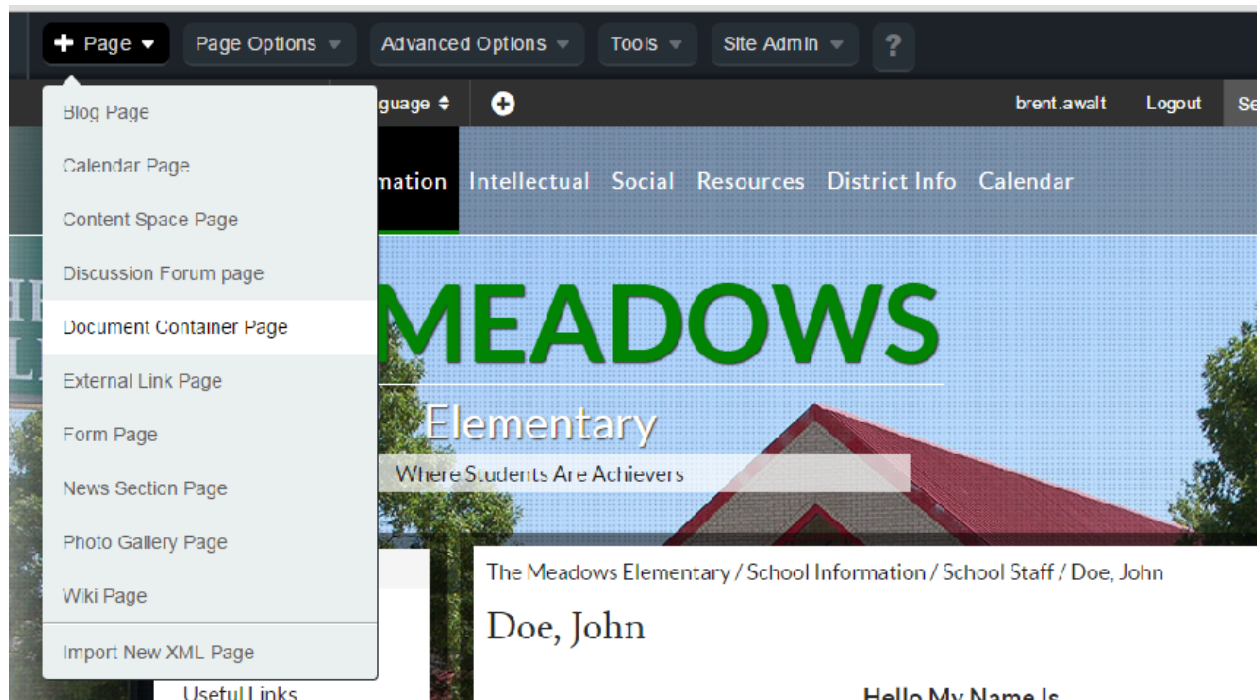 + Page ▼ Page Options ▼ Advanced Options ▼ Tools ▼ Site Admin ▼ ?
guage brent.awalt Logout Se
Blog Page
Calendar Page
Content Space Page
Discussion Forum page
Document Container Page
External Link Page
Form Page
News Section Page
Photo Gallery Page
Wiki Page
Import New XML Page
mation Intellectual Social Resources District Info Calendar
MEADOWS
Elementary
Where Students Are Achievers
The Meadows Elementary / School Information / School Staff / Doe, John
Doe, John
Useful Links
Hello My Name Is